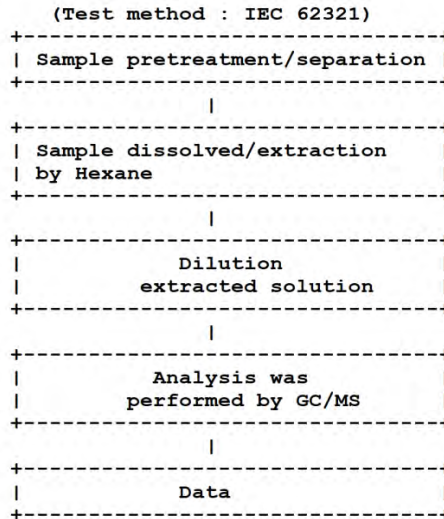 (Test method : IEC 62321)
Sample pretreatment/separation
Sample dissolved/extraction
by Hexane
Dilution
extracted solution
Analysis was
performed by GC/MS
Data